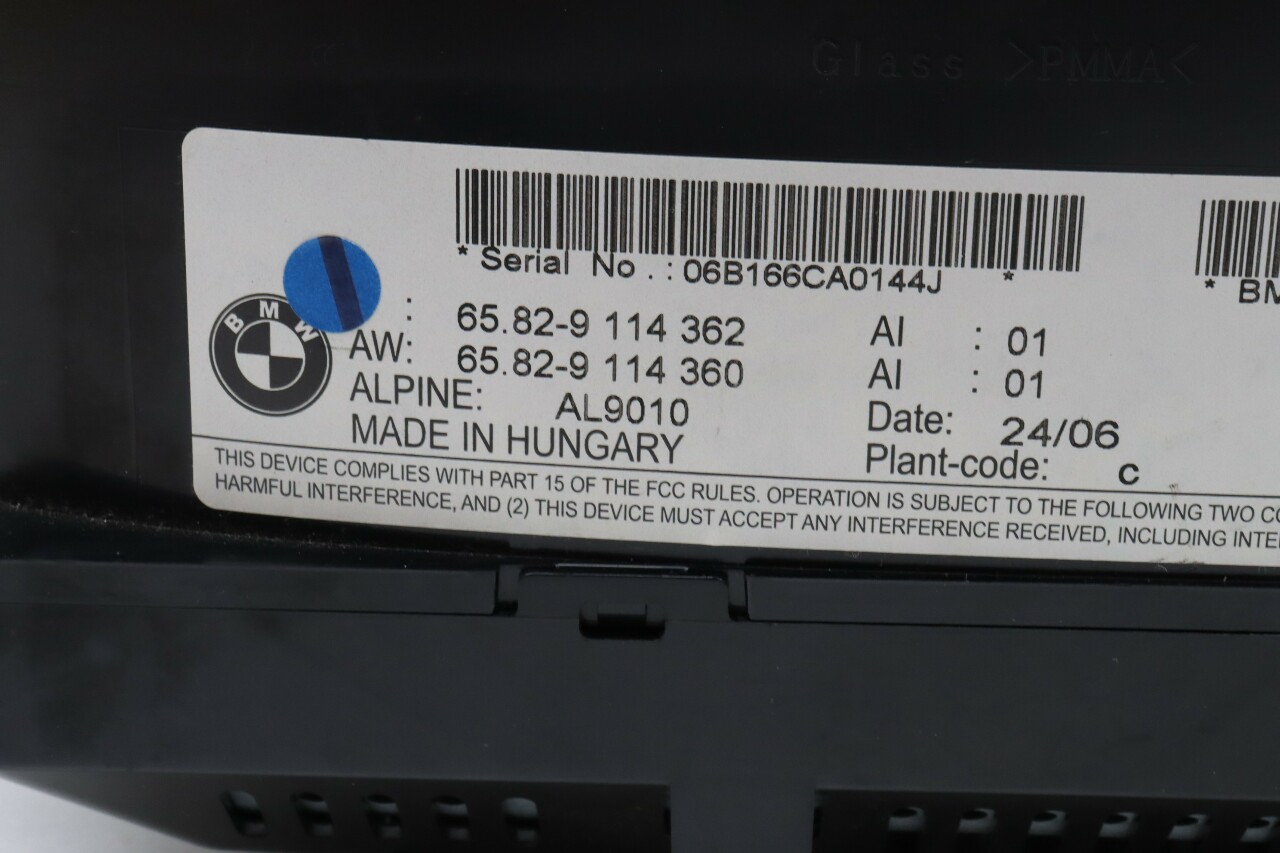 Glass >PMMA<
* Serial No.: 06B166CA0144J *
* BM
: 65.82-9 114 362 AI : 01
BMW
AW: 65.82-9 114 360 AI : 01
ALPINE: AL9010 Date: 24/06
MADE IN HUNGARY Plant-code: c
THIS DEVICE COMPLIES WITH PART 15 OF THE FCC RULES. OPERATION IS SUBJECT TO THE FOLLOWING TWO CO
HARMFUL INTERFERENCE, AND (2) THIS DEVICE MUST ACCEPT ANY INTERFERENCE RECEIVED, INCLUDING INTE